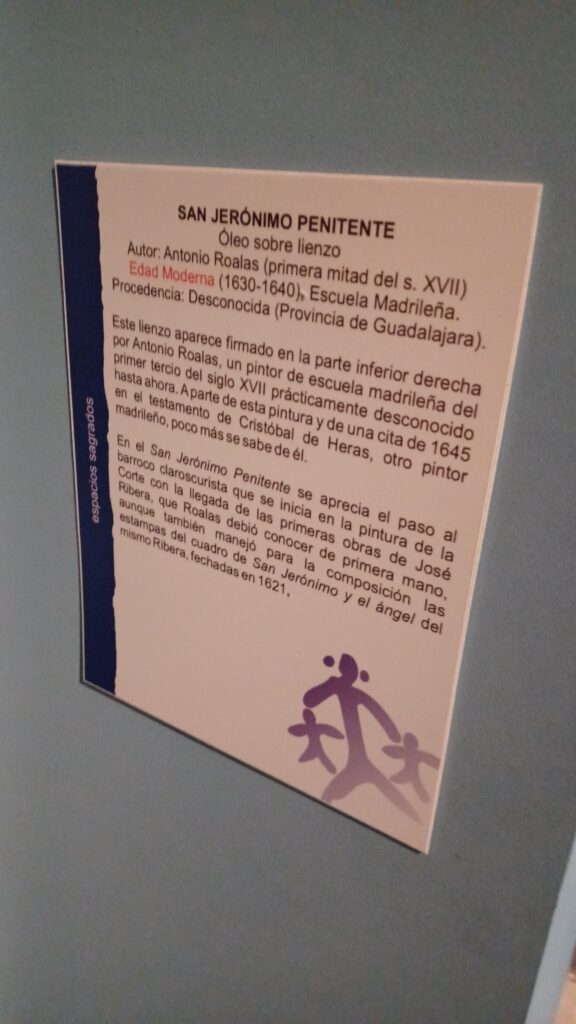 SAN JERÓNIMO PENITENTE
Óleo sobre lienzo
Autor: Antonio Roalas (primera mitad del s. XVII)
Edad Moderna (1630-1640), Escuela Madrileña.
Procedencia: Desconocida (Provincia de Guadalajara).
Este lienzo aparece firmado en la parte inferior derecha
por Antonio Roalas, un pintor de escuela madrileña del
primer tercio del siglo XVII prácticamente desconocido
hasta ahora. Aparte de esta pintura y de una cita de 1645
en el testamento de Cristóbal de Heras, otro pintor
madrileño, poco más se sabe de él.
En el San Jerónimo Penitente se aprecia el paso al
barroco claroscurista que se inicia en la pintura de la
Corte con la llegada de las primeras obras de José
Ribera, que Roalas debió conocer de primera mano,
aunque también manejó para la composición las
estampas del cuadro de San Jerónimo y el ángel del
mismo Ribera, fechadas en 1621.
espacios sagrados